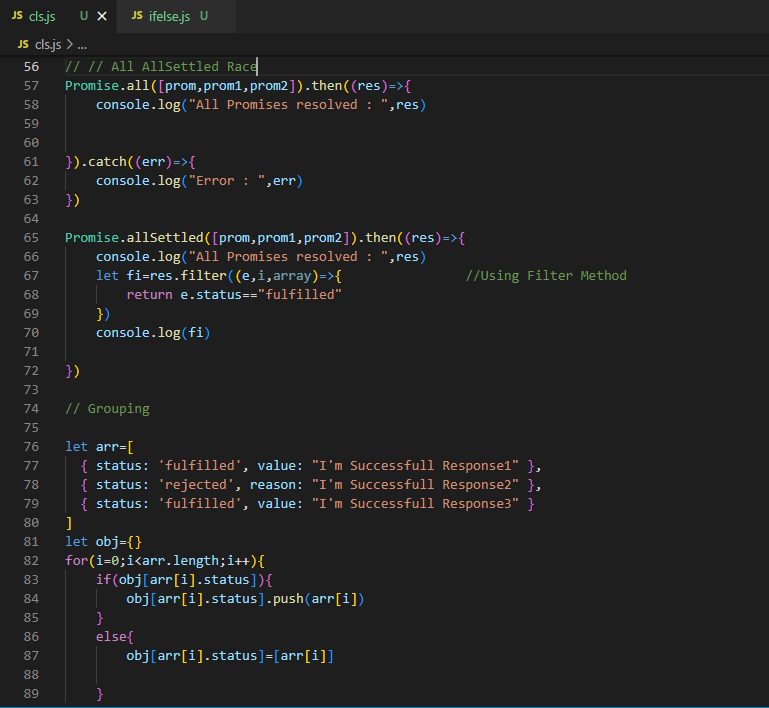 JS cls.js U × JS ifelse.js U
JS cls.js > ...
56 // // All AllSettled Race
57 Promise.all([prom,prom1,prom2]).then((res)=>{
58     console.log("All Promises resolved : ",res)
59
60
61 }).catch((err)=>{
62     console.log("Error : ",err)
63 })
64
65 Promise.allSettled([prom,prom1,prom2]).then((res)=>{
66     console.log("All Promises resolved : ",res)
67     let fi=res.filter((e,i,array)=>{                //Using Filter Method
68         return e.status=="fulfilled"
69     })
70     console.log(fi)
71
72 })
73
74 // Grouping
75
76 let arr=[
77   { status: 'fulfilled', value: "I'm Successfull Response1" },
78   { status: 'rejected', reason: "I'm Successfull Response2" },
79   { status: 'fulfilled', value: "I'm Successfull Response3" }
80 ]
81 let obj={}
82 for(i=0;i<arr.length;i++){
83     if(obj[arr[i].status]){
84         obj[arr[i].status].push(arr[i])
85     }
86     else{
87         obj[arr[i].status]=[arr[i]]
88
89     }